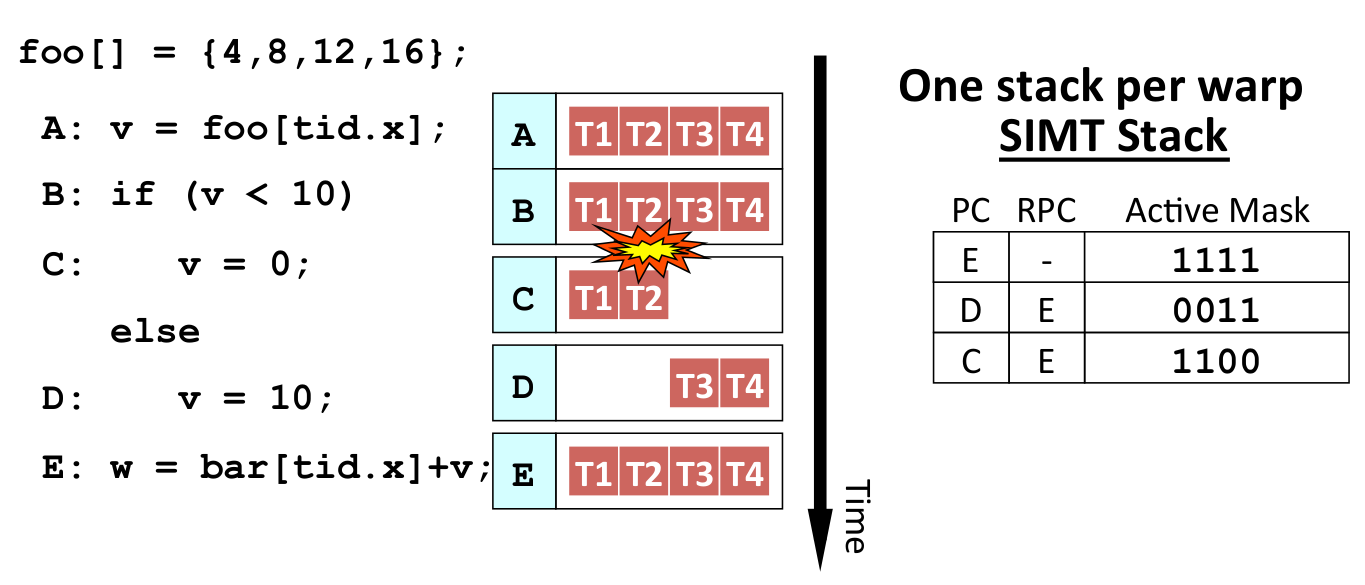 foo[] = {4,8,12,16};
A: v = foo[tid.x];
B: if (v < 10)
C: v = 0;
else
D: v = 10;
E: w = bar[tid.x]+v;
A T1 T2 T3 T4
B T1 T2 T3 T4
C T1 T2
D T3 T4
E T1 T2 T3 T4
Time
One stack per warp
SIMT Stack
PC RPC Active Mask
E - 1111
D E 0011
C E 1100